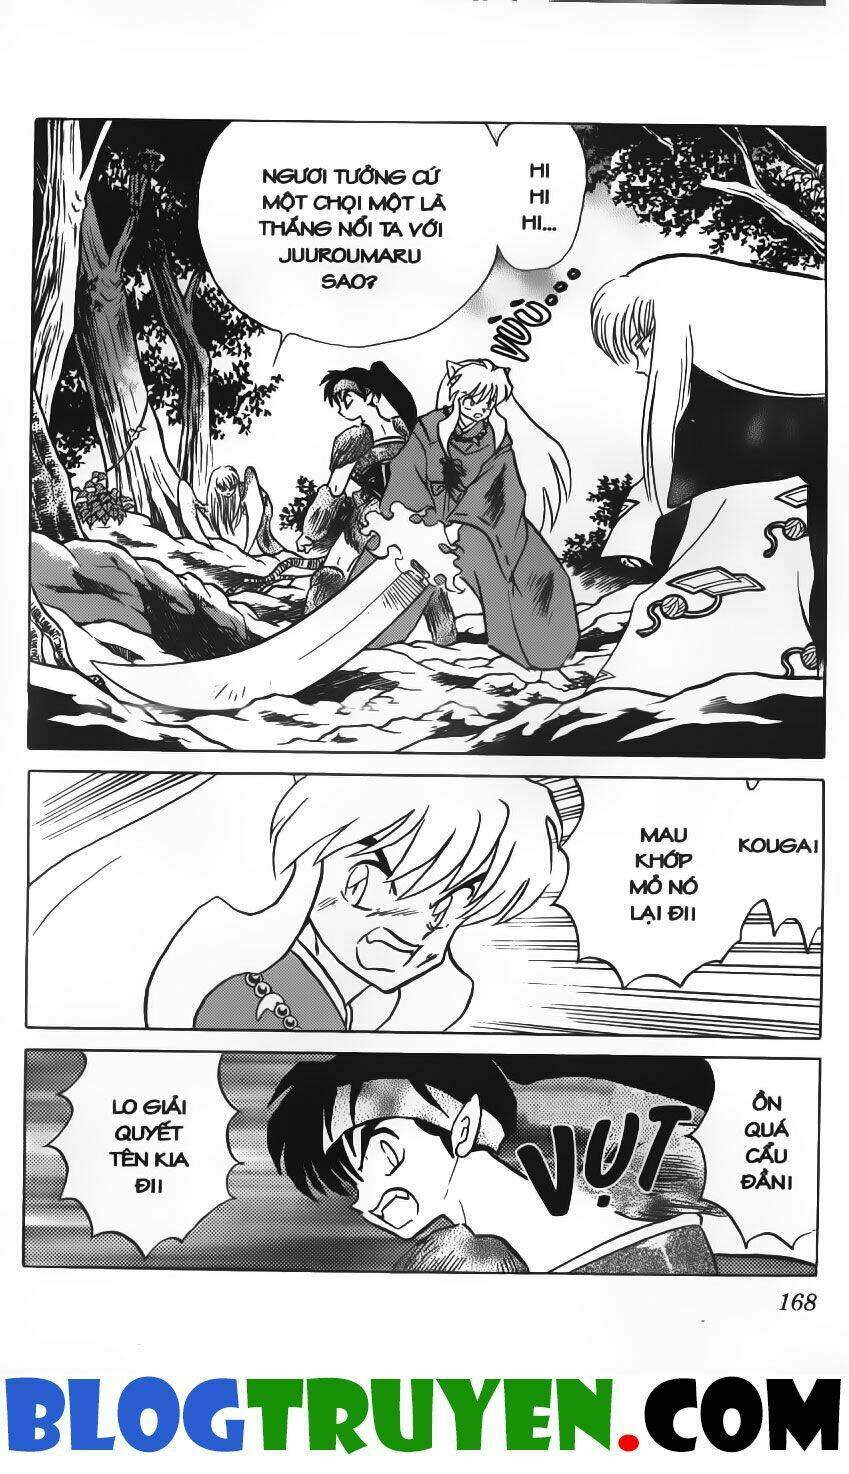 HI
HI
HI...
NGƯƠI TƯỞNG CỨ
MỘT CHỌI MỘT LÀ
THẮNG NỔI TA VỚI
JUUROUMARU
SAO?
VÙÙ...
KOUGA!
MAU
KHỚP
MỎ NÓ
LẠI ĐI!
ỒN
QUÁ
CẨU
ĐẦN!
VỤT
LO GIẢI
QUYẾT
TÊN KIA
ĐI!
168
BLOGTRUYEN.COM